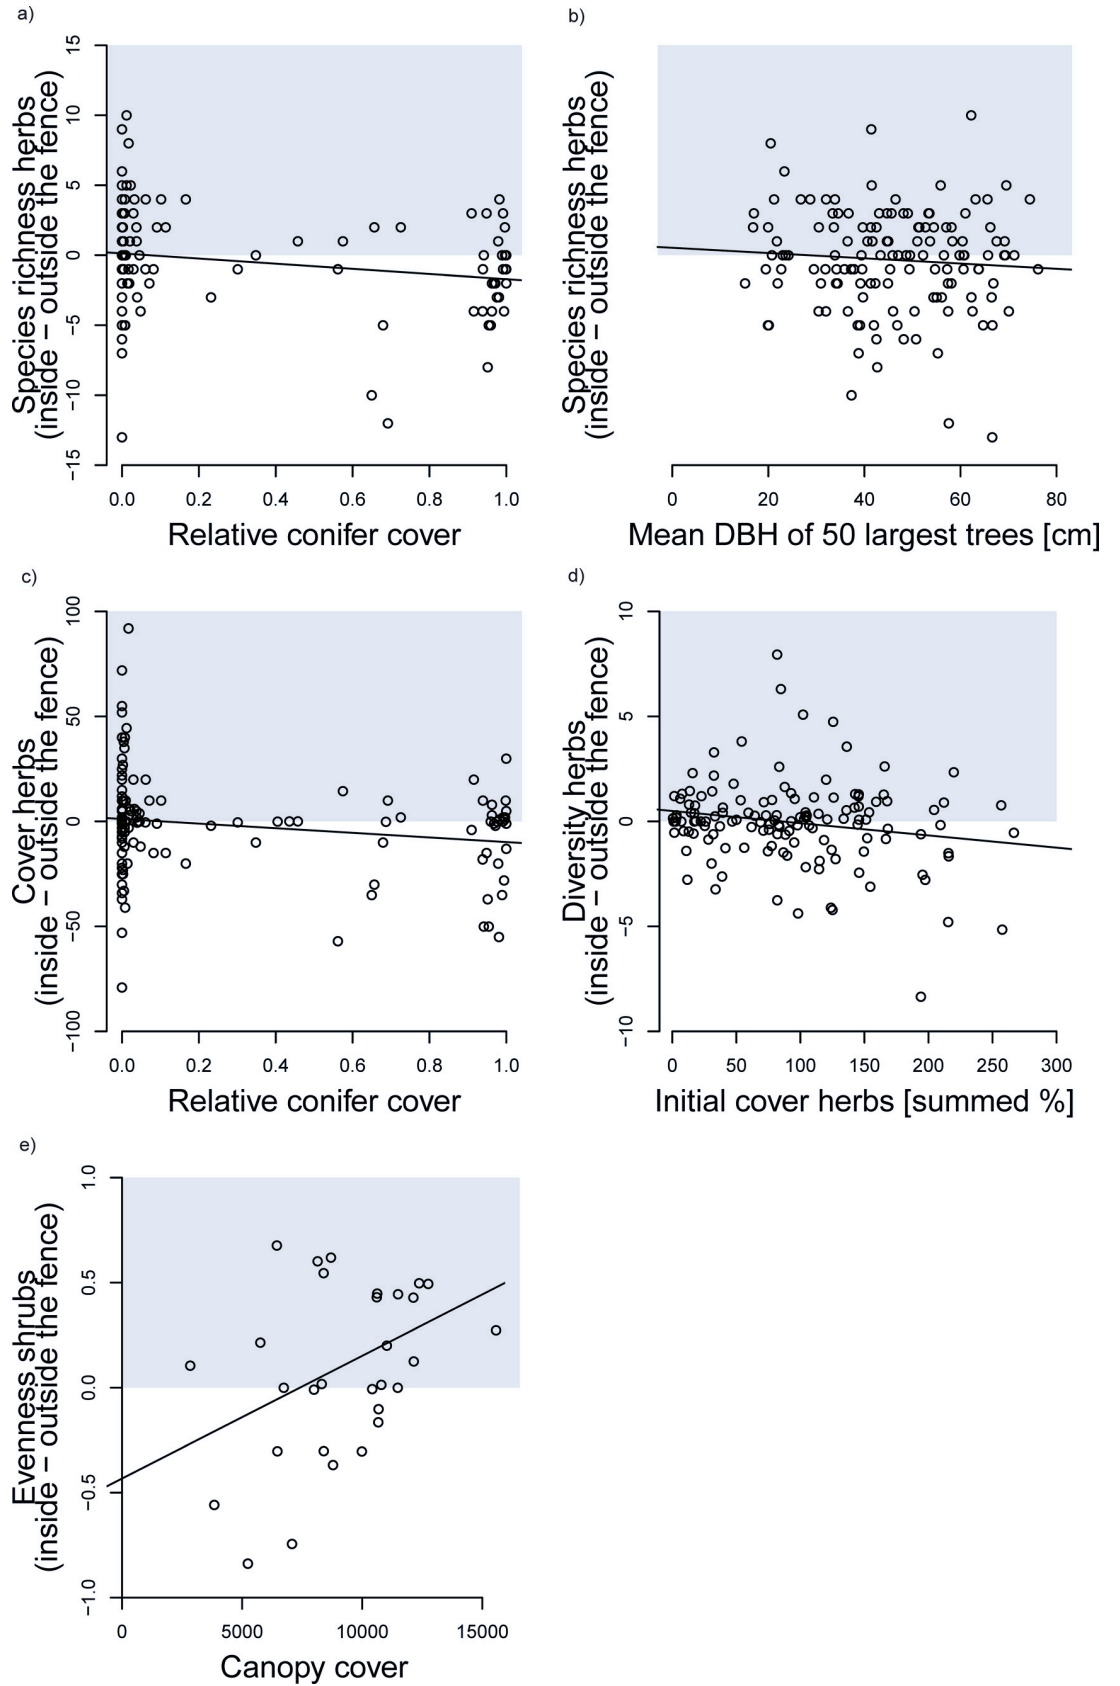 a)
Species richness herbs
(inside − outside the fence)
15
10
5
0
−5
−10
−15
0.0 0.2 0.4 0.6 0.8 1.0
Relative conifer cover
b)
Species richness herbs
(inside − outside the fence)
0 20 40 60 80
Mean DBH of 50 largest trees [cm]
c)
Cover herbs
(inside − outside the fence)
100
50
0
−50
−100
0.0 0.2 0.4 0.6 0.8 1.0
Relative conifer cover
d)
Diversity herbs
(inside − outside the fence)
10
5
0
−5
−10
0 50 100 150 200 250 300
Initial cover herbs [summed %]
e)
Evenness shrubs
(inside − outside the fence)
1.0
0.5
0.0
−0.5
−1.0
0 5000 10000 15000
Canopy cover